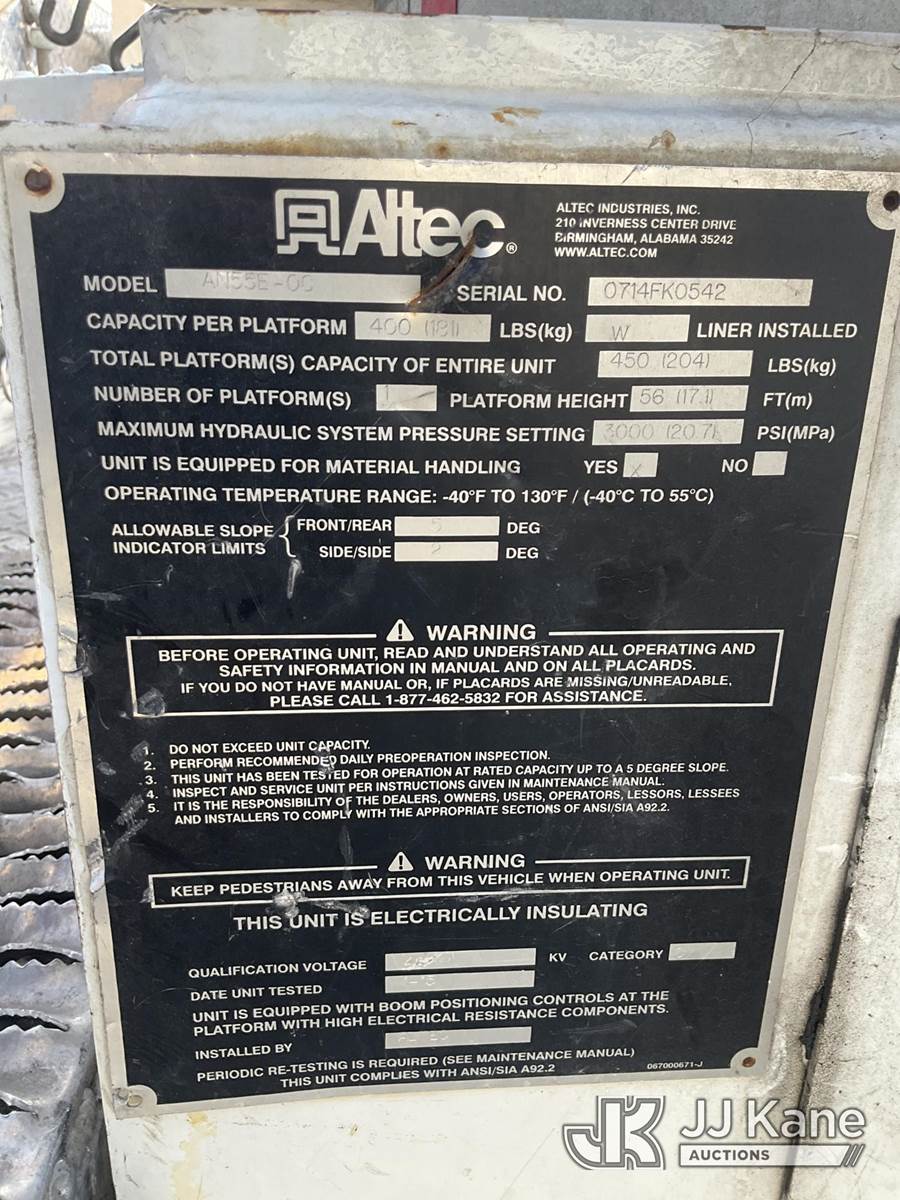 Altec®
ALTEC INDUSTRIES, INC.
210 INVERNESS CENTER DRIVE
BIRMINGHAM, ALABAMA 35242
WWW.ALTEC.COM
MODEL AM55E-OC SERIAL NO. 0714FK0542
CAPACITY PER PLATFORM 400 (181) LBS(kg) W LINER INSTALLED
TOTAL PLATFORM(S) CAPACITY OF ENTIRE UNIT 450 (204) LBS(kg)
NUMBER OF PLATFORM(S) 1 PLATFORM HEIGHT 56 (17.1) FT(m)
MAXIMUM HYDRAULIC SYSTEM PRESSURE SETTING 3000 (20.7) PSI(MPa)
UNIT IS EQUIPPED FOR MATERIAL HANDLING YES X NO
OPERATING TEMPERATURE RANGE: -40°F TO 130°F / (-40°C TO 55°C)
ALLOWABLE SLOPE INDICATOR LIMITS
FRONT/REAR 5 DEG
SIDE/SIDE 2 DEG
WARNING
BEFORE OPERATING UNIT, READ AND UNDERSTAND ALL OPERATING AND
SAFETY INFORMATION IN MANUAL AND ON ALL PLACARDS.
IF YOU DO NOT HAVE MANUAL OR, IF PLACARDS ARE MISSING/UNREADABLE,
PLEASE CALL 1-877-462-5832 FOR ASSISTANCE.
1. DO NOT EXCEED UNIT CAPACITY.
2. PERFORM RECOMMENDED DAILY PREOPERATION INSPECTION.
3. THIS UNIT HAS BEEN TESTED FOR OPERATION AT RATED CAPACITY UP TO A 5 DEGREE SLOPE.
4. INSPECT AND SERVICE UNIT PER INSTRUCTIONS GIVEN IN MAINTENANCE MANUAL.
5. IT IS THE RESPONSIBILITY OF THE DEALERS, OWNERS, USERS, OPERATORS, LESSORS, LESSEES
AND INSTALLERS TO COMPLY WITH THE APPROPRIATE SECTIONS OF ANSI/SIA A92.2.
WARNING
KEEP PEDESTRIANS AWAY FROM THIS VEHICLE WHEN OPERATING UNIT.
THIS UNIT IS ELECTRICALLY INSULATING
QUALIFICATION VOLTAGE KV CATEGORY
DATE UNIT TESTED
UNIT IS EQUIPPED WITH BOOM POSITIONING CONTROLS AT THE
PLATFORM WITH HIGH ELECTRICAL RESISTANCE COMPONENTS.
INSTALLED BY
PERIODIC RE-TESTING IS REQUIRED (SEE MAINTENANCE MANUAL)
THIS UNIT COMPLIES WITH ANSI/SIA A92.2
067000671-J
JK JJ Kane
AUCTIONS